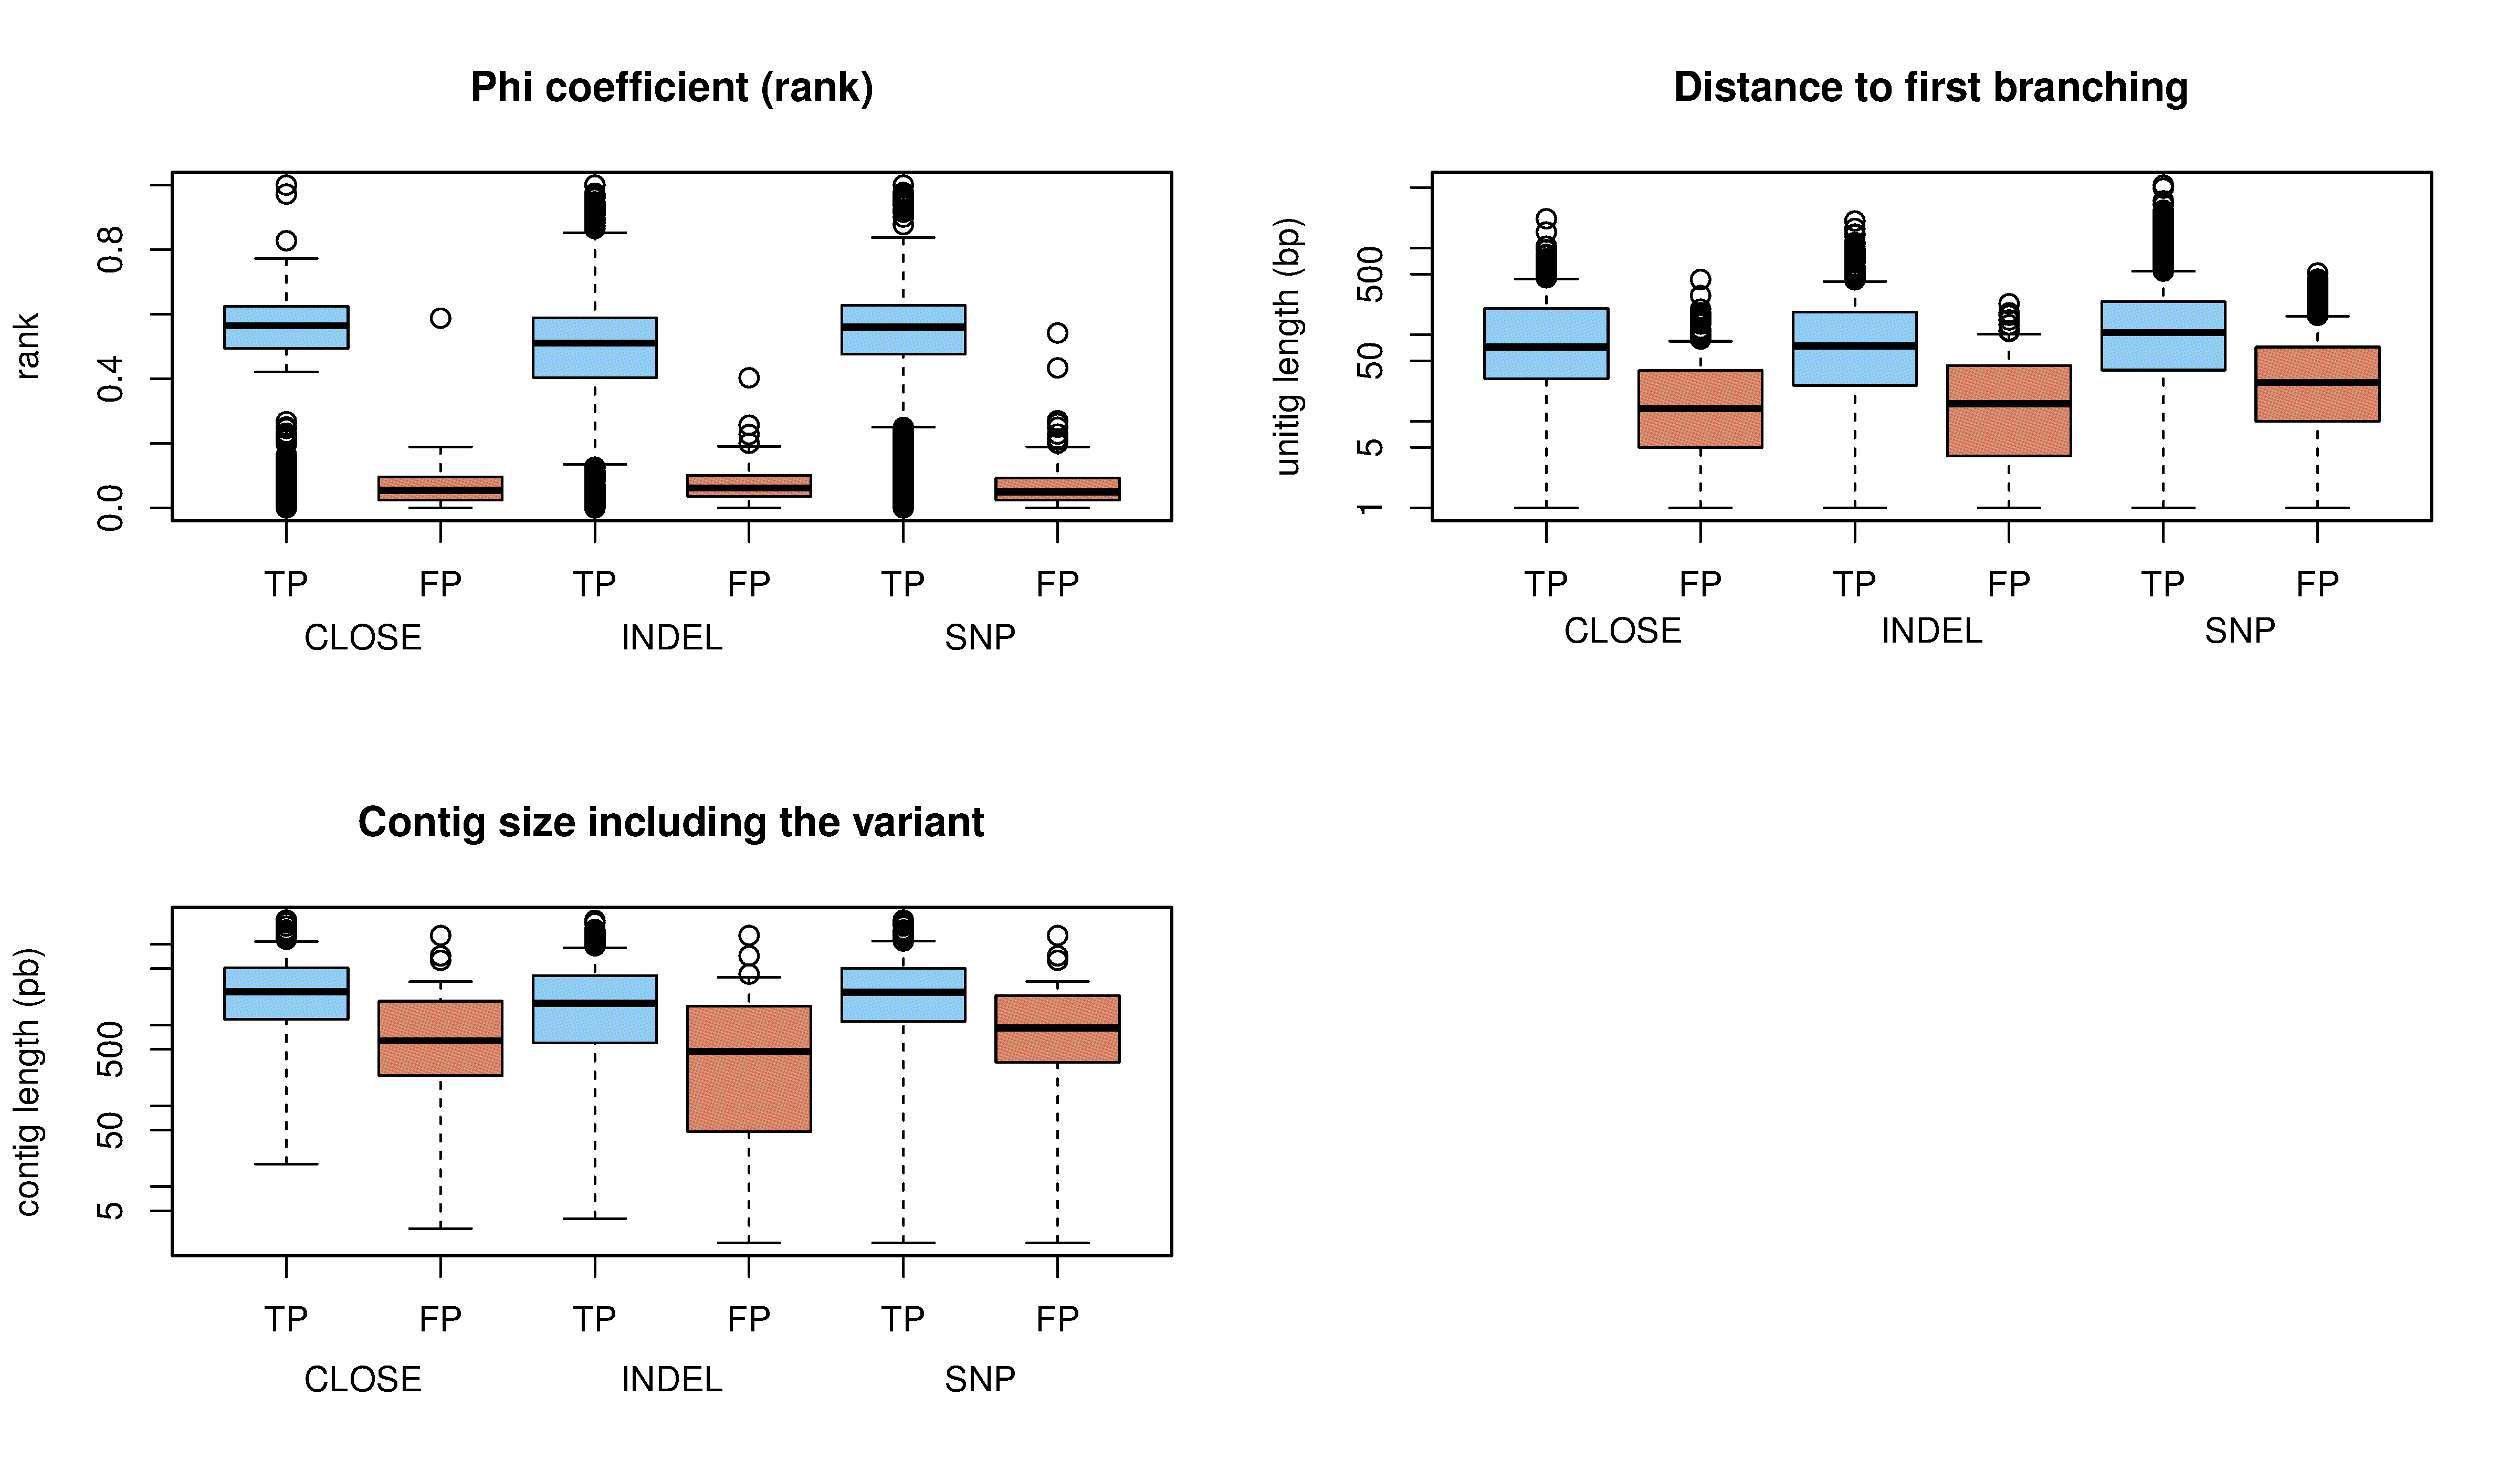 Phi coefficient (rank)
rank
0.8
0.4
0.0
TP FP TP FP TP FP
CLOSE INDEL SNP
Distance to first branching
unitig length (bp)
500
50
5
1
TP FP TP FP TP FP
CLOSE INDEL SNP
Contig size including the variant
contig length (pb)
500
50
5
TP FP TP FP TP FP
CLOSE INDEL SNP